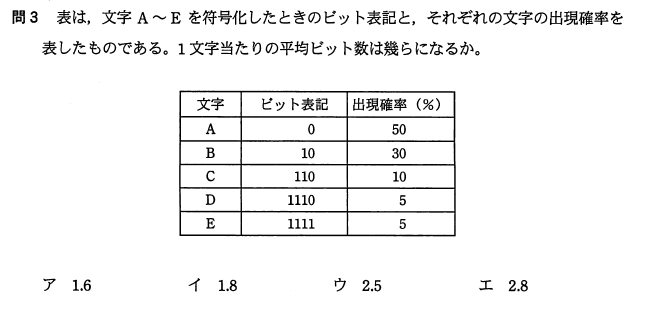 問3 表は，文字 A ～ E を符号化したときのビット表記と，それぞれの文字の出現確率を
表したものである。1 文字当たりの平均ビット数は幾らになるか。
文字 ビット表記 出現確率（％）
A 0 50
B 10 30
C 110 10
D 1110 5
E 1111 5
ア 1.6 イ 1.8 ウ 2.5 エ 2.8